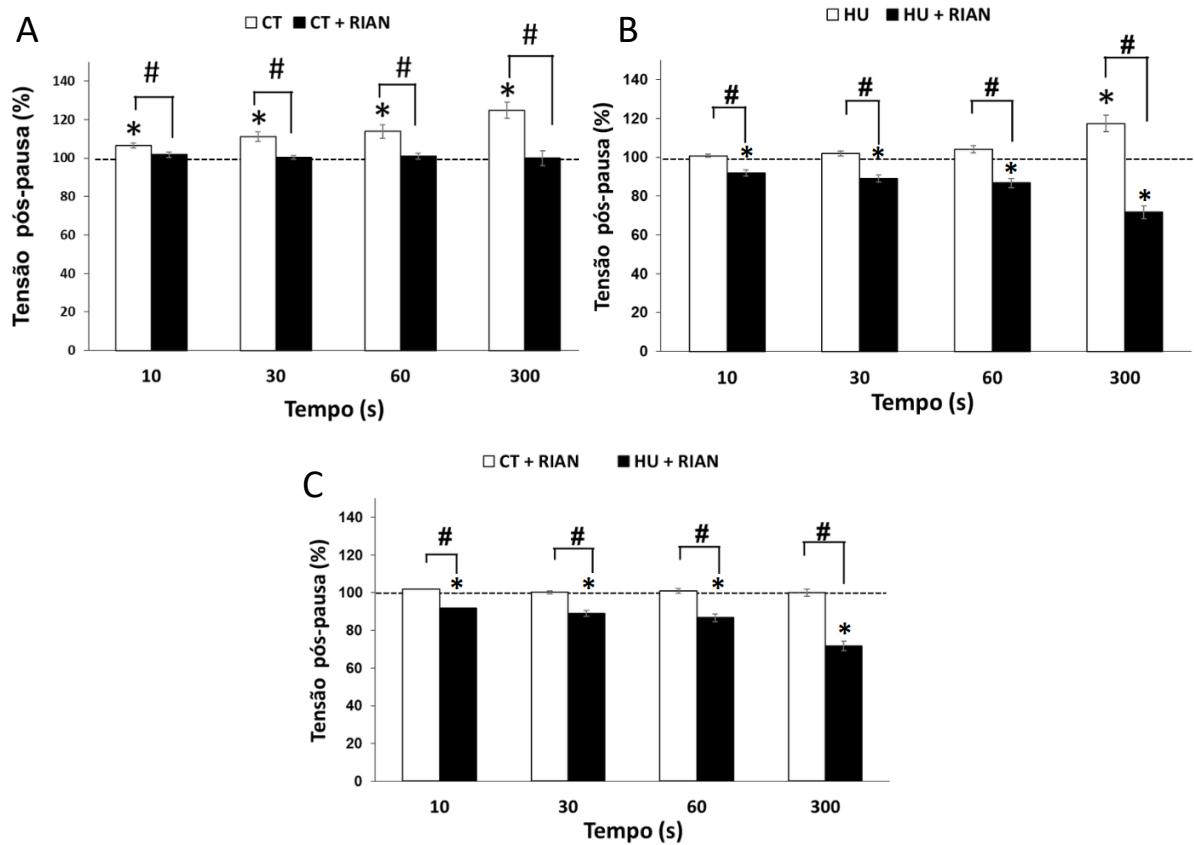 A
CT CT + RIAN
# # # #
* * * *
Tensão pós-pausa (%)
140
120
100
80
60
40
20
0
10 30 60 300
Tempo (s)
B
HU HU + RIAN
# # # #
* * * * *
Tensão pós-pausa (%)
140
120
100
80
60
40
20
0
10 30 60 300
Tempo (s)
C
CT + RIAN HU + RIAN
# # # #
* * * *
Tensão pós-pausa (%)
140
120
100
80
60
40
20
0
10 30 60 300
Tempo (s)